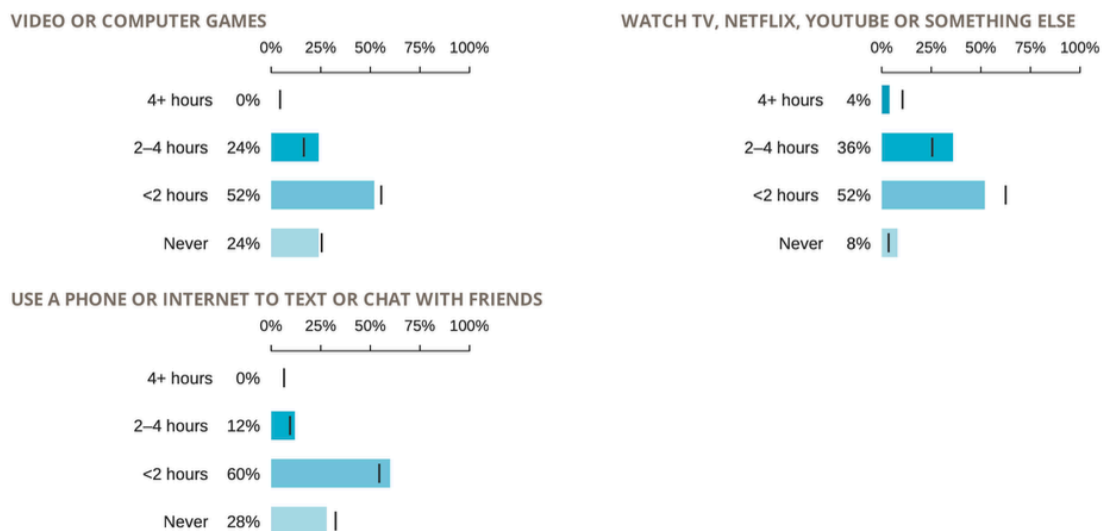 VIDEO OR COMPUTER GAMES
0% 25% 50% 75% 100%
4+ hours 0%
2–4 hours 24%
<2 hours 52%
Never 24%
WATCH TV, NETFLIX, YOUTUBE OR SOMETHING ELSE
0% 25% 50% 75% 100%
4+ hours 4%
2–4 hours 36%
<2 hours 52%
Never 8%
USE A PHONE OR INTERNET TO TEXT OR CHAT WITH FRIENDS
0% 25% 50% 75% 100%
4+ hours 0%
2–4 hours 12%
<2 hours 60%
Never 28%